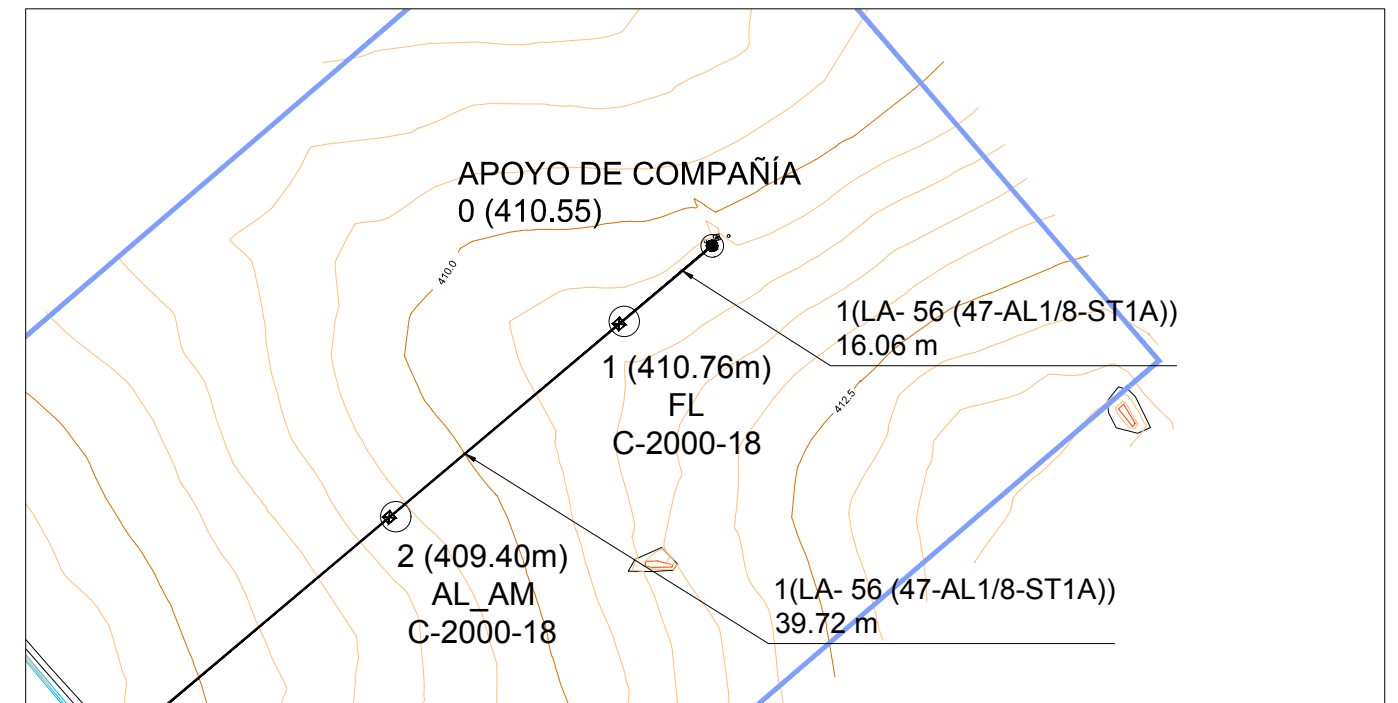 APOYO DE COMPAÑÍA
0 (410.55)
410.0
1(LA- 56 (47-AL1/8-ST1A))
16.06 m
1 (410.76m)
FL
C-2000-18
412.5
2 (409.40m)
AL_AM
C-2000-18
1(LA- 56 (47-AL1/8-ST1A))
39.72 m